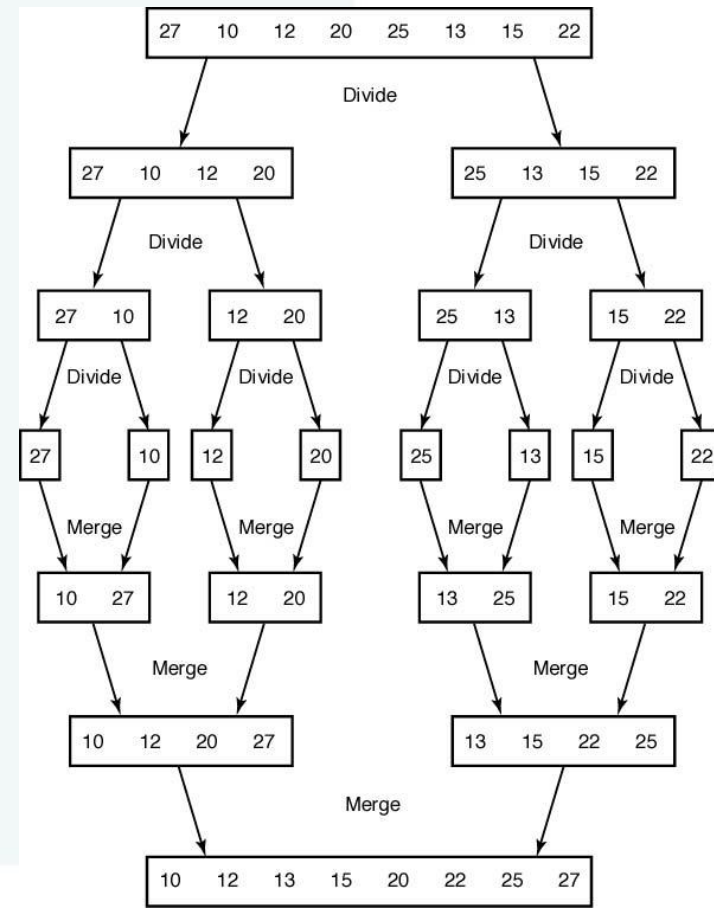 27 10 12 20 25 13 15 22
Divide
27 10 12 20 25 13 15 22
Divide Divide
27 10 12 20 25 13 15 22
Divide Divide Divide Divide
27 10 12 20 25 13 15 22
Merge Merge Merge Merge
10 27 12 20 13 25 15 22
Merge Merge
10 12 20 27 13 15 22 25
Merge
10 12 13 15 20 22 25 27